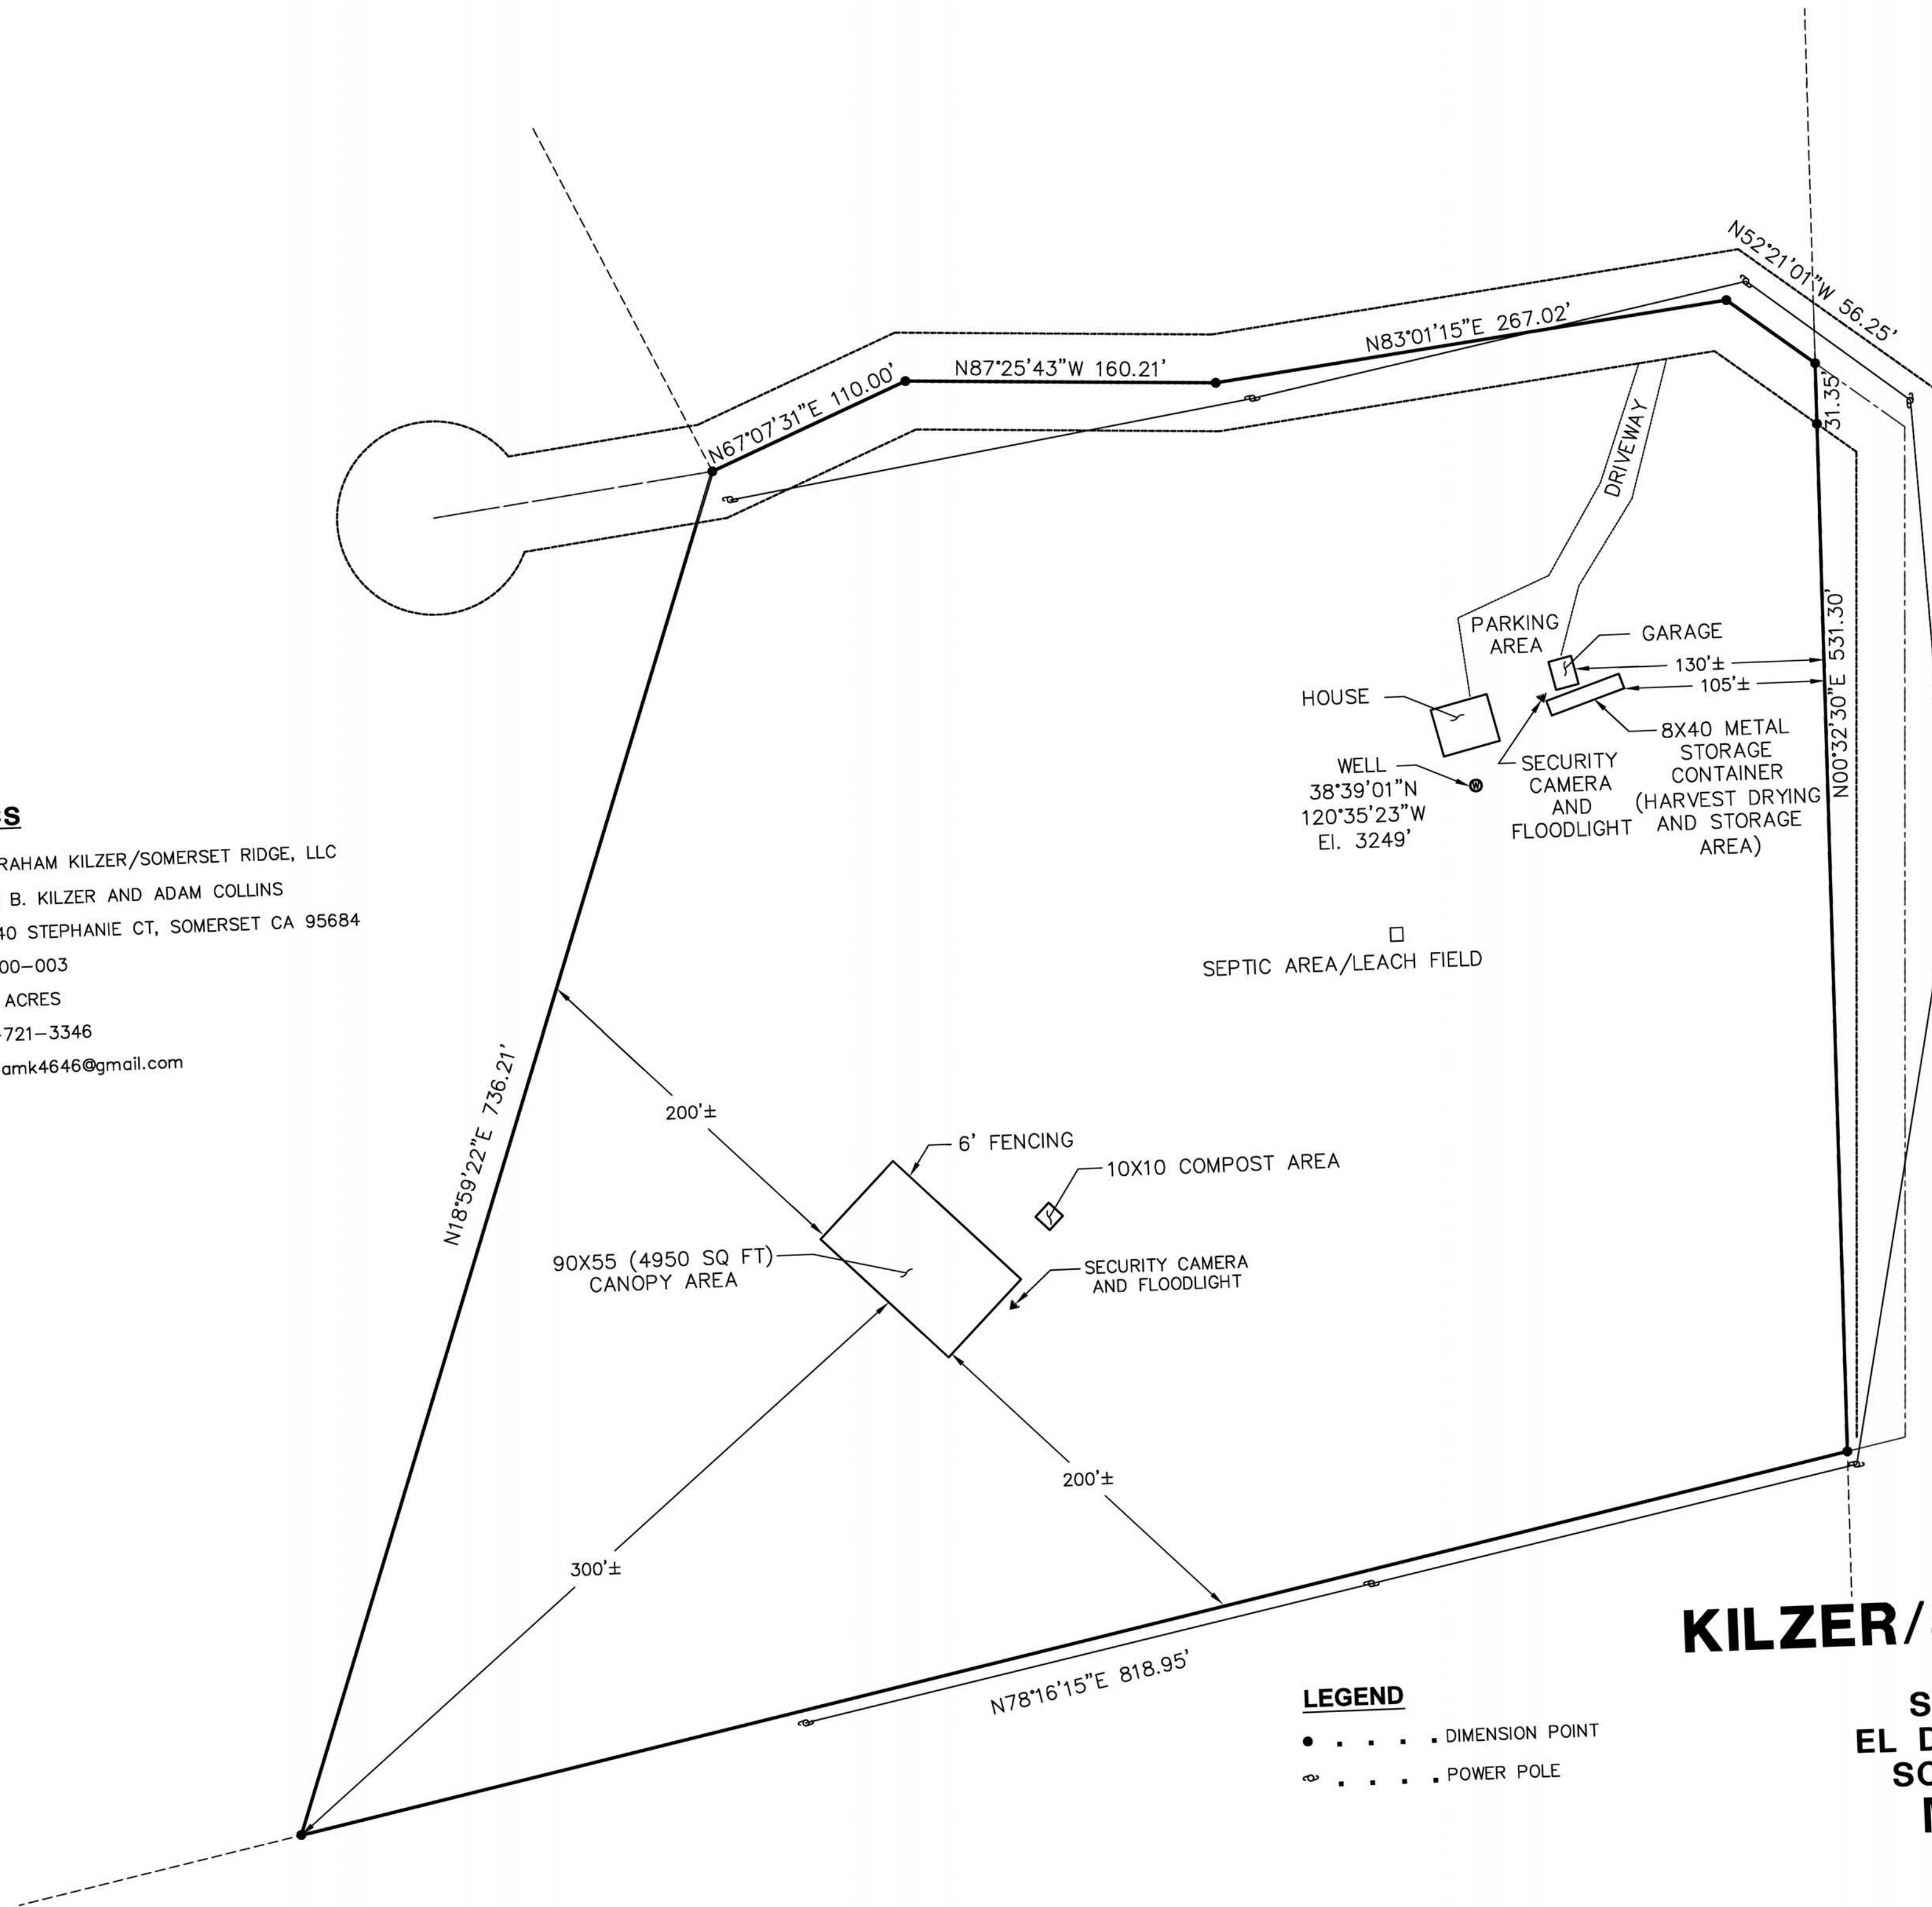 N52°21'01"W 56.25'
N83°01'15"E 267.02'
N87°25'43"W 160.21'
N67°07'31"E 110.00'
31.35'
DRIVEWAY
N00°32'30"E 531.30'
PARKING
AREA
GARAGE
130'±
105'±
HOUSE
8X40 METAL
STORAGE
CONTAINER
(HARVEST DRYING
AND STORAGE
AREA)
SECURITY
CAMERA
AND
FLOODLIGHT
WELL
38°39'01"N
120°35'23"W
El. 3249'
W
SEPTIC AREA/LEACH FIELD
RAHAM KILZER/SOMERSET RIDGE, LLC
B. KILZER AND ADAM COLLINS
40 STEPHANIE CT, SOMERSET CA 95684
00-003
ACRES
-721-3346
amk4646@gmail.com
N18°59'22"E 736.21'
200'±
6' FENCING
10X10 COMPOST AREA
90X55 (4950 SQ FT)
CANOPY AREA
SECURITY CAMERA
AND FLOODLIGHT
200'±
300'±
N78°16'15"E 818.95'
KILZER/
LEGEND
DIMENSION POINT
POWER POLE
S
EL D
SC